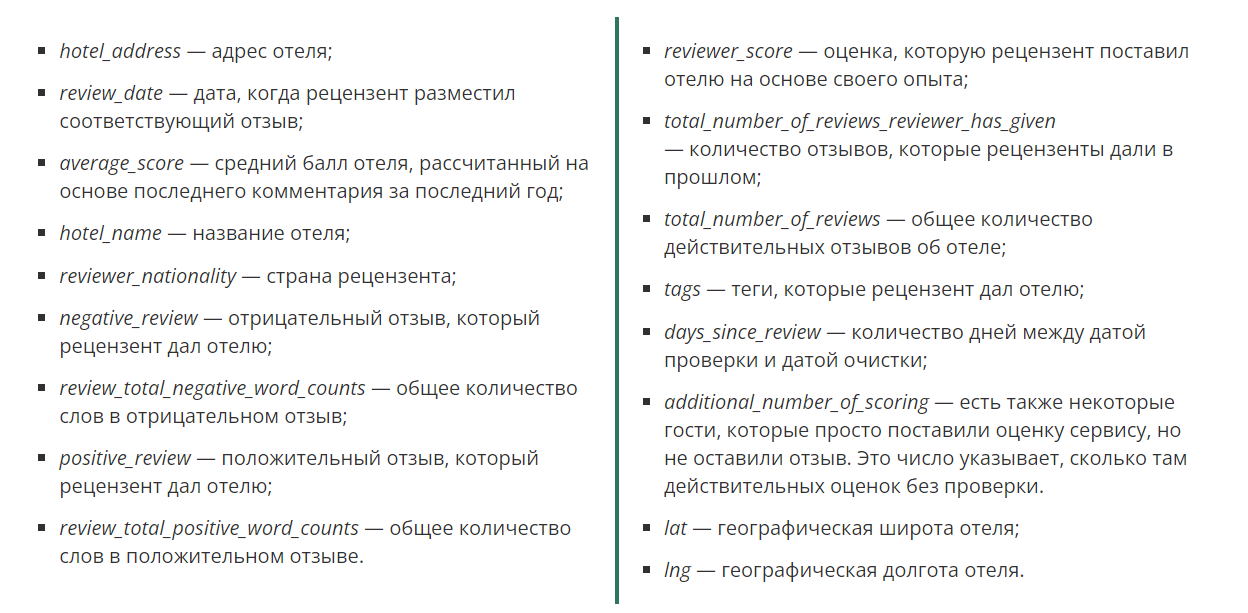 ▪ hotel_address — адрес отеля;
▪ review_date — дата, когда рецензент разместил
соответствующий отзыв;
▪ average_score — средний балл отеля, рассчитанный на
основе последнего комментария за последний год;
▪ hotel_name — название отеля;
▪ reviewer_nationality — страна рецензента;
▪ negative_review — отрицательный отзыв, который
рецензент дал отелю;
▪ review_total_negative_word_counts — общее количество
слов в отрицательном отзыв;
▪ positive_review — положительный отзыв, который
рецензент дал отелю;
▪ review_total_positive_word_counts — общее количество
слов в положительном отзыве.
▪ reviewer_score — оценка, которую рецензент поставил
отелю на основе своего опыта;
▪ total_number_of_reviews_reviewer_has_given
— количество отзывов, которые рецензенты дали в
прошлом;
▪ total_number_of_reviews — общее количество
действительных отзывов об отеле;
▪ tags — теги, которые рецензент дал отелю;
▪ days_since_review — количество дней между датой
проверки и датой очистки;
▪ additional_number_of_scoring — есть также некоторые
гости, которые просто поставили оценку сервису, но
не оставили отзыв. Это число указывает, сколько там
действительных оценок без проверки.
▪ lat — географическая широта отеля;
▪ lng — географическая долгота отеля.